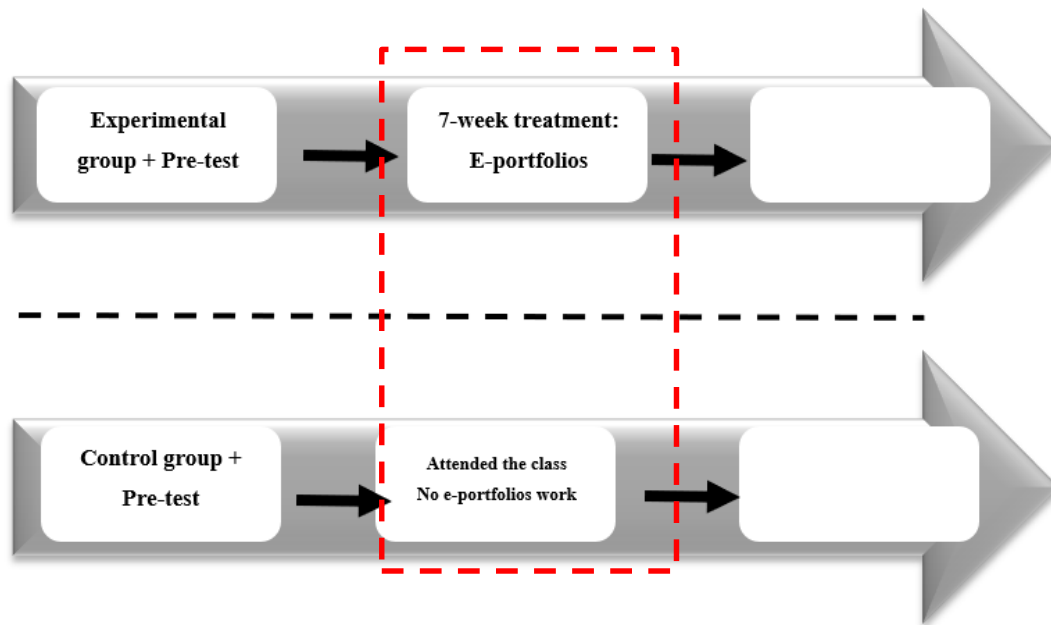 Experimental
group + Pre-test
7-week treatment:
E-portfolios
Control group +
Pre-test
Attended the class
No e-portfolios work